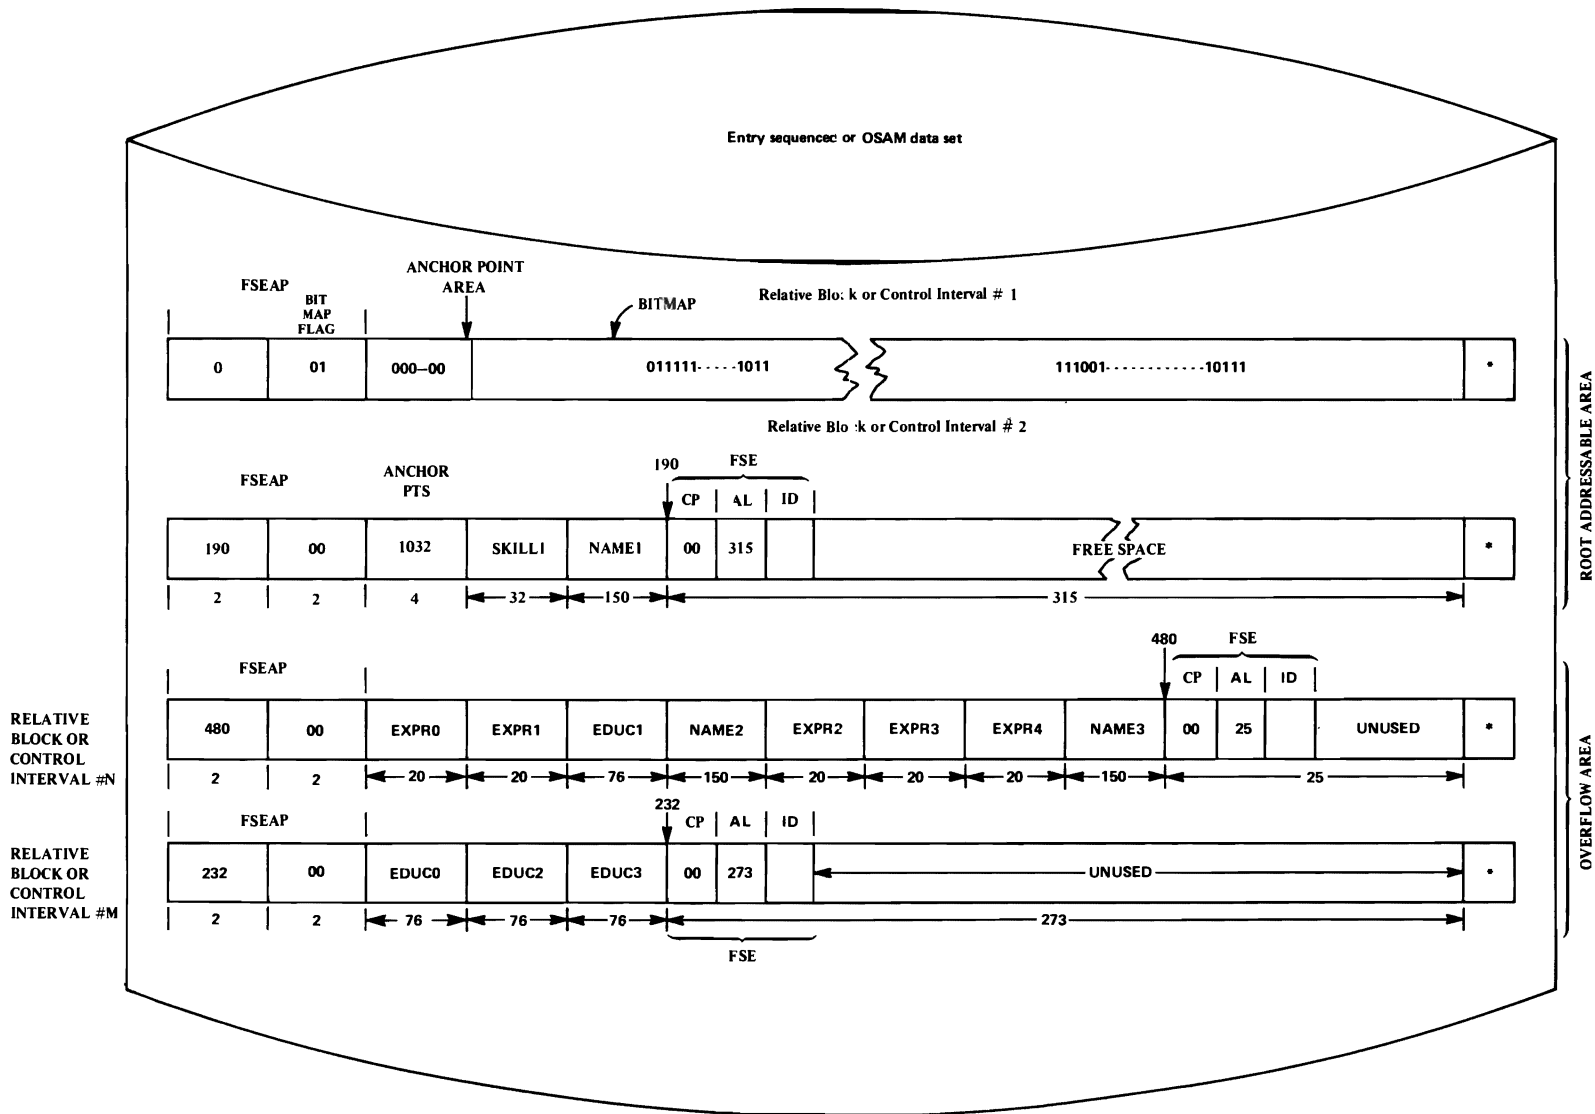 Entry sequenced or OSAM data set
FSEAP
BIT
MAP
FLAG
ANCHOR POINT
AREA
BITMAP
Relative Block or Control Interval # 1
0 01 000–00 011111-----1011 111001------------10111 *
Relative Block or Control Interval # 2
FSEAP
ANCHOR
PTS
190 FSE
CP AL ID
190 00 1032 SKILL1 NAME1 00 315 FREE SPACE *
2 2 4 32 150 315
ROOT ADDRESSABLE AREA
FSEAP
480 FSE
CP AL ID
RELATIVE
BLOCK OR
CONTROL
INTERVAL #N
480 00 EXPR0 EXPR1 EDUC1 NAME2 EXPR2 EXPR3 EXPR4 NAME3 00 25 UNUSED *
2 2 20 20 76 150 20 20 20 150 25
FSEAP
232 CP AL ID
RELATIVE
BLOCK OR
CONTROL
INTERVAL #M
232 00 EDUC0 EDUC2 EDUC3 00 273 UNUSED *
2 2 76 76 76 273
FSE
OVERFLOW AREA